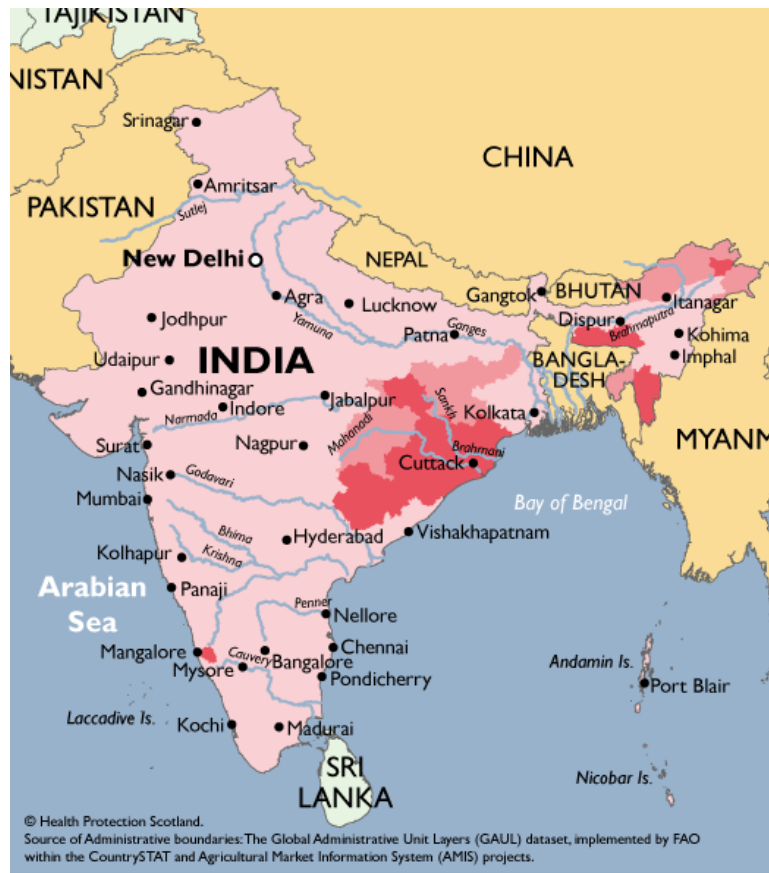 TAJIKISTAN
NISTAN
Srinagar
CHINA
Amritsar
PAKISTAN
Sutlej
New Delhi
NEPAL
Gangtok
BHUTAN
Agra
Lucknow
Itanagar
Jodhpur
Yamuna
Dispur
Brahmaputra
Patna
Ganges
Kohima
Udaipur
INDIA
BANGLA-
DESH
Imphal
Gandhinagar
Jabalpur
Sankh
Narmada
Indore
Kolkata
Mahanadi
Surat
Nagpur
Brahmani
MYANM
Nasik
Godavari
Cuttack
Mumbai
Bay of Bengal
Bhima
Hyderabad
Vishakhapatnam
Kolhapur
Krishna
Arabian
Sea
Panaji
Penner
Nellore
Mangalore
Cauvery
Bangalore
Chennai
Andamin Is.
Mysore
Pondicherry
Port Blair
Laccadive Is.
Kochi
Madurai
SRI
LANKA
Nicobar Is.
© Health Protection Scotland.
Source of Administrative boundaries: The Global Administrative Unit Layers (GAUL) dataset, implemented by FAO
within the CountrySTAT and Agricultural Market Information System (AMIS) projects.